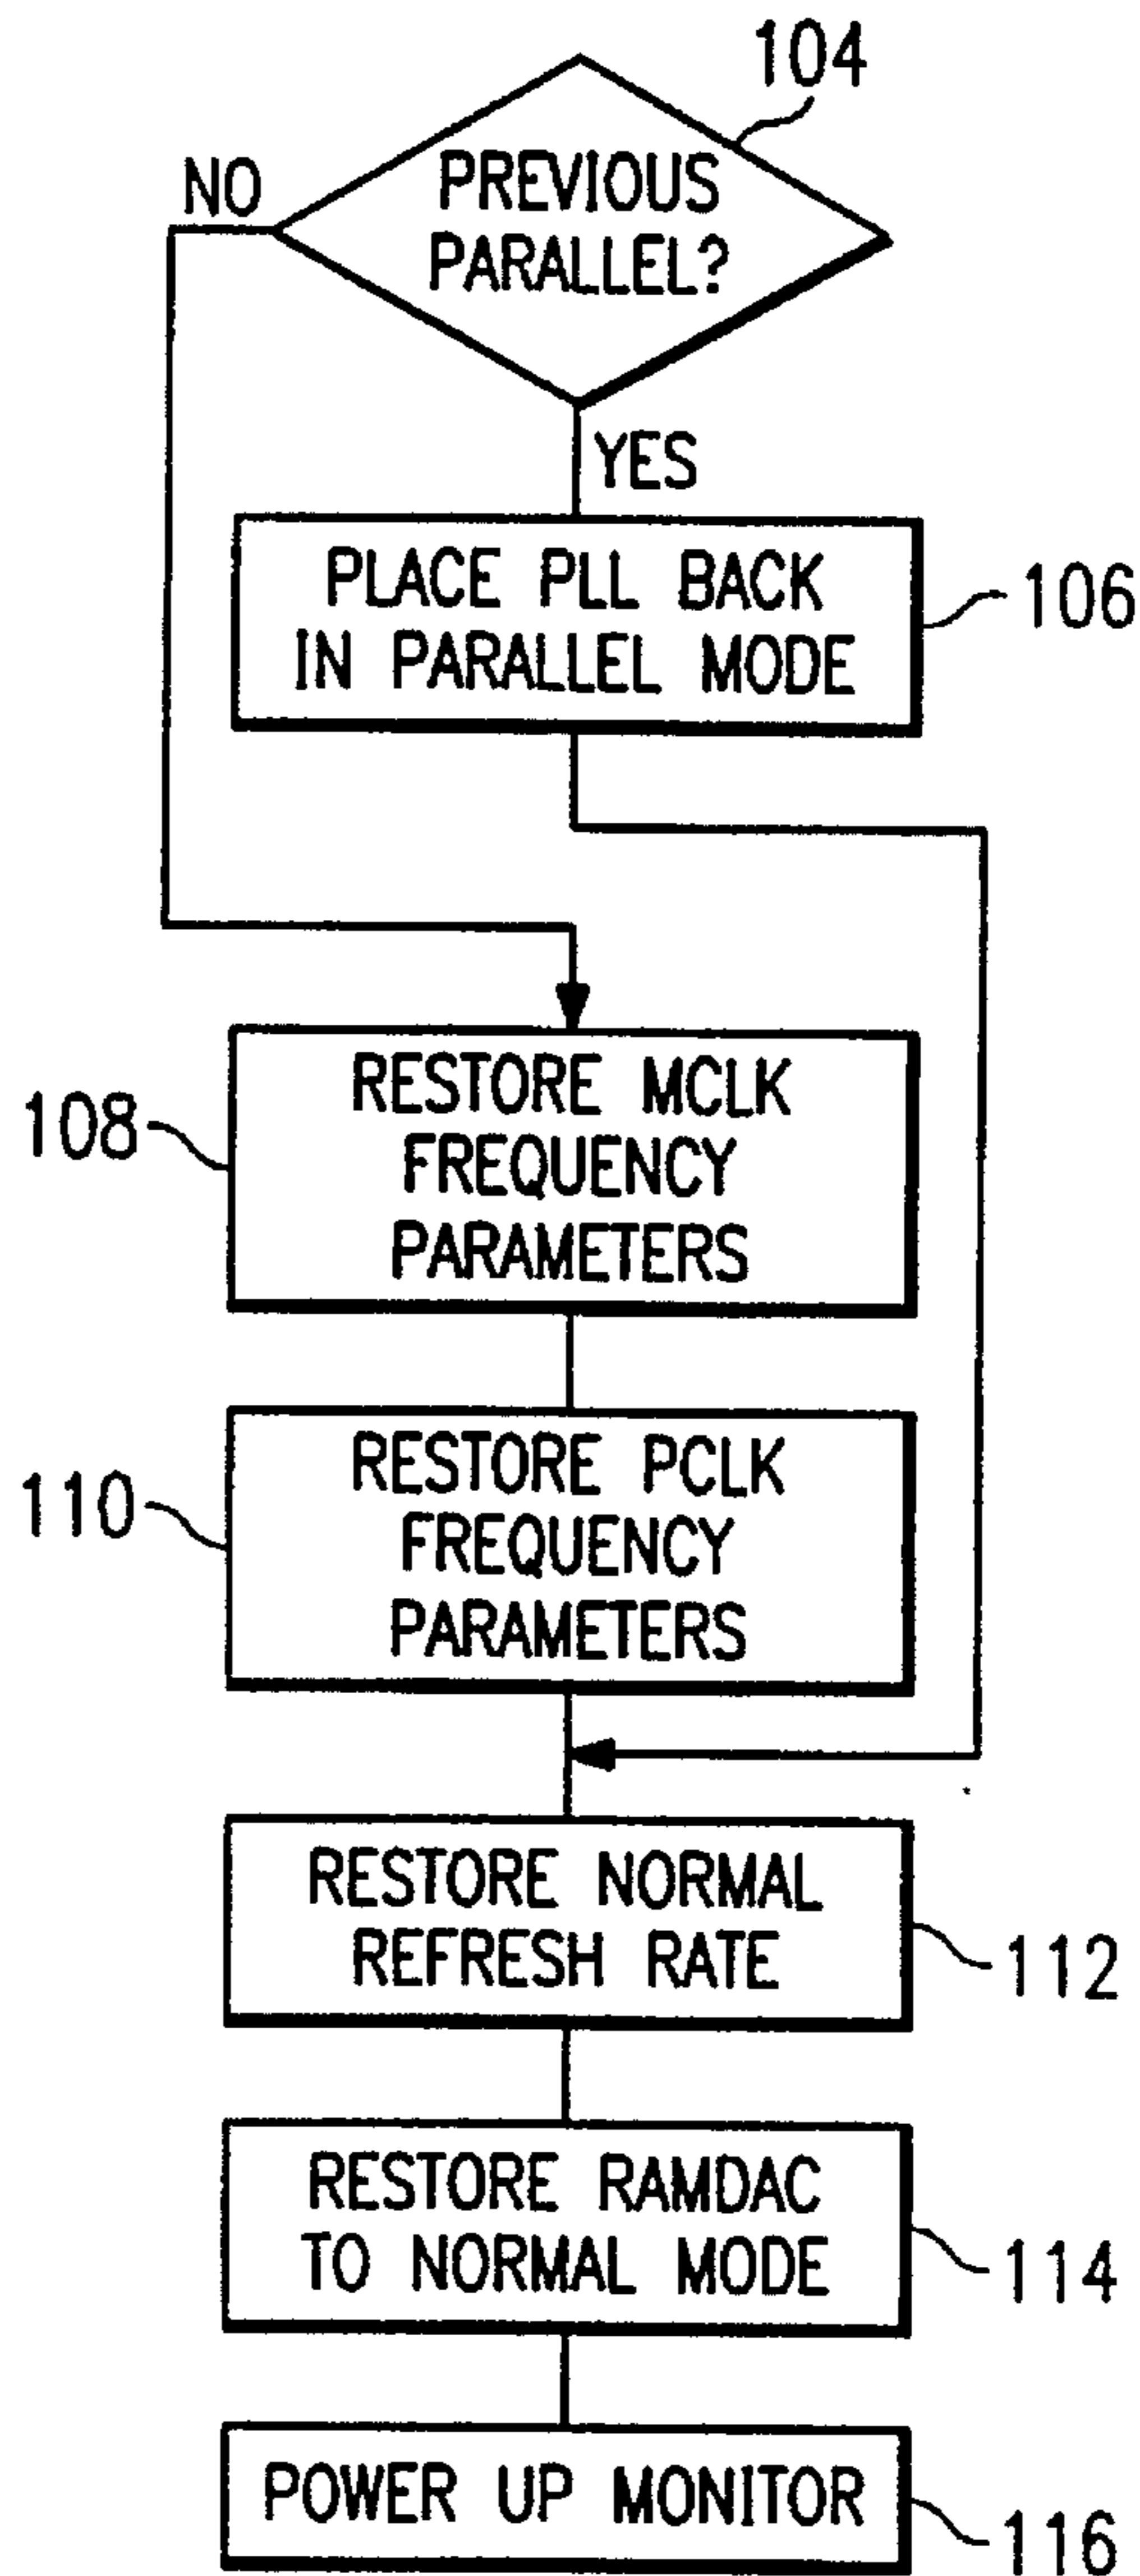 104
NO
PREVIOUS
PARALLEL?
YES
PLACE PLL BACK
IN PARALLEL MODE
106
RESTORE MCLK
FREQUENCY
PARAMETERS
108
RESTORE PCLK
FREQUENCY
PARAMETERS
110
RESTORE NORMAL
REFRESH RATE
112
RESTORE RAMDAC
TO NORMAL MODE
114
POWER UP MONITOR
116